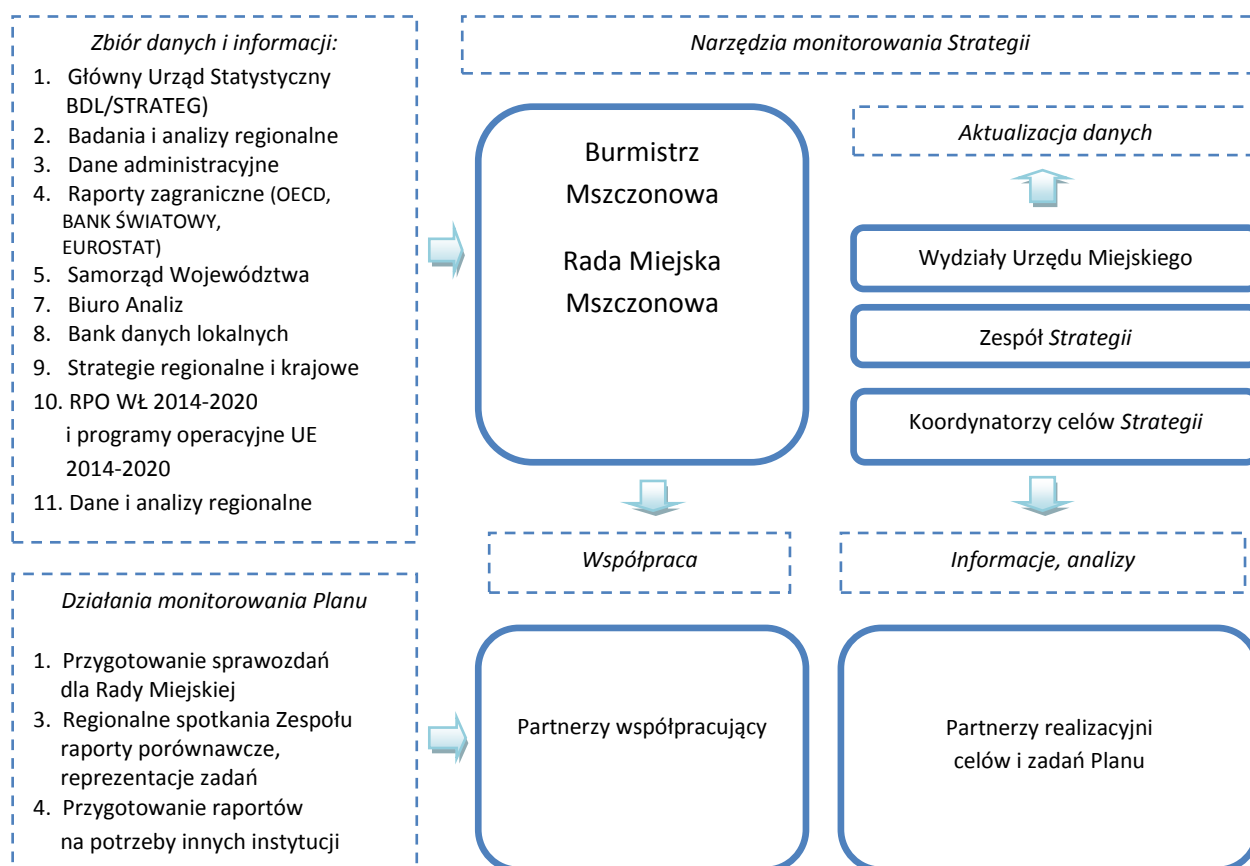 Zbiór danych i informacji:
1. Główny Urząd Statystyczny
BDL/STRATEG)
2. Badania i analizy regionalne
3. Dane administracyjne
4. Raporty zagraniczne (OECD,
BANK ŚWIATOWY,
EUROSTAT)
5. Samorząd Województwa
7. Biuro Analiz
8. Bank danych lokalnych
9. Strategie regionalne i krajowe
10. RPO WŁ 2014-2020
i programy operacyjne UE
2014-2020
11. Dane i analizy regionalne
Działania monitorowania Planu
1. Przygotowanie sprawozdań
dla Rady Miejskiej
3. Regionalne spotkania Zespołu
raporty porównawcze,
reprezentacje zadań
4. Przygotowanie raportów
na potrzeby innych instytucji
Narzędzia monitorowania Strategii
Burmistrz
Mszczonowa
Rada Miejska
Mszczonowa
Aktualizacja danych
Wydziały Urzędu Miejskiego
Zespół Strategii
Koordynatorzy celów Strategii
Współpraca
Informacje, analizy
Partnerzy współpracujący
Partnerzy realizacyjni
celów i zadań Planu